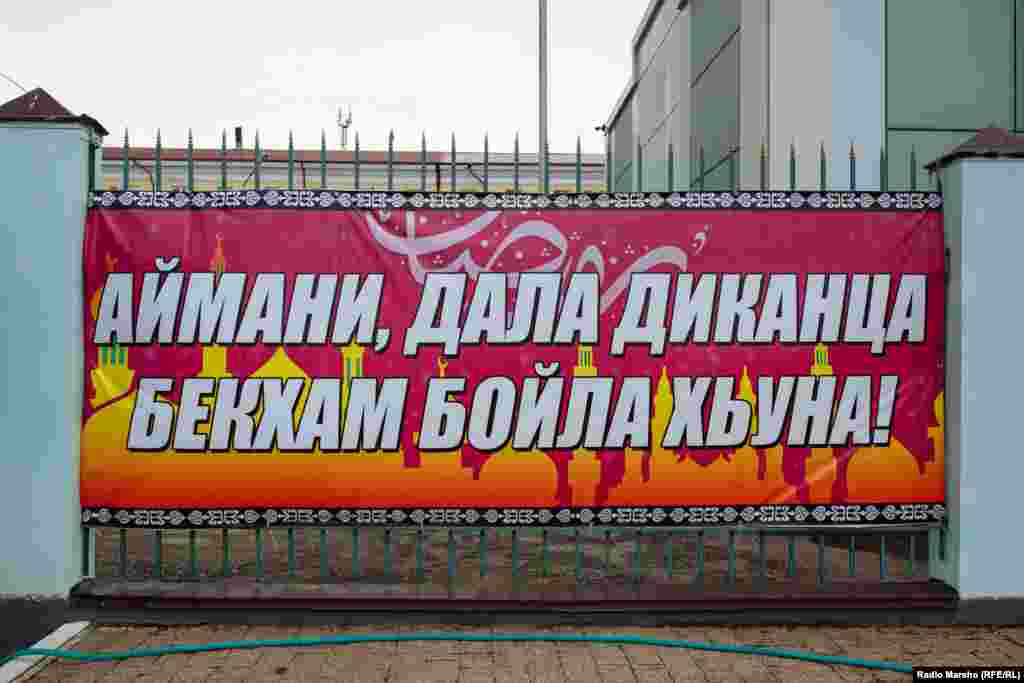 АЙМАНИ, ДАЛА ДИКАНЦА
БЕКХАМ БОЙЛА ХЬУНА!
Radio Marsho (RFE/RL)